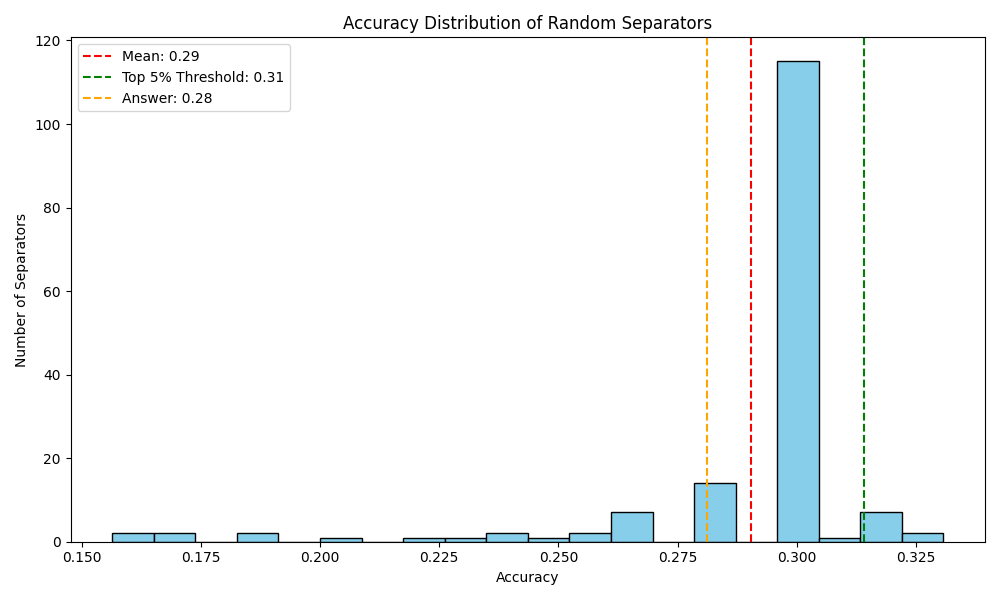 Accuracy Distribution of Random Separators
Mean: 0.29
Top 5% Threshold: 0.31
Answer: 0.28
Number of Separators
120
100
80
60
40
20
0
0.150 0.175 0.200 0.225 0.250 0.275 0.300 0.325
Accuracy